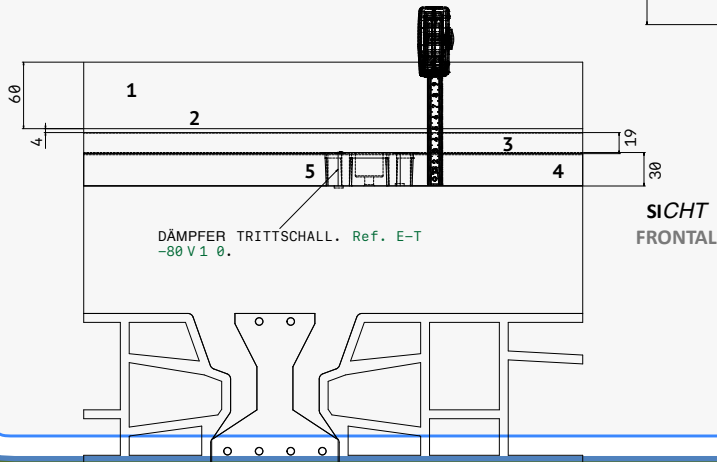 60
1
2
4
3
19
5
4
30
SICHT
FRONTAL
DÄMPFER TRITTSCHALL. Ref. E-T
-80 V 1 0.